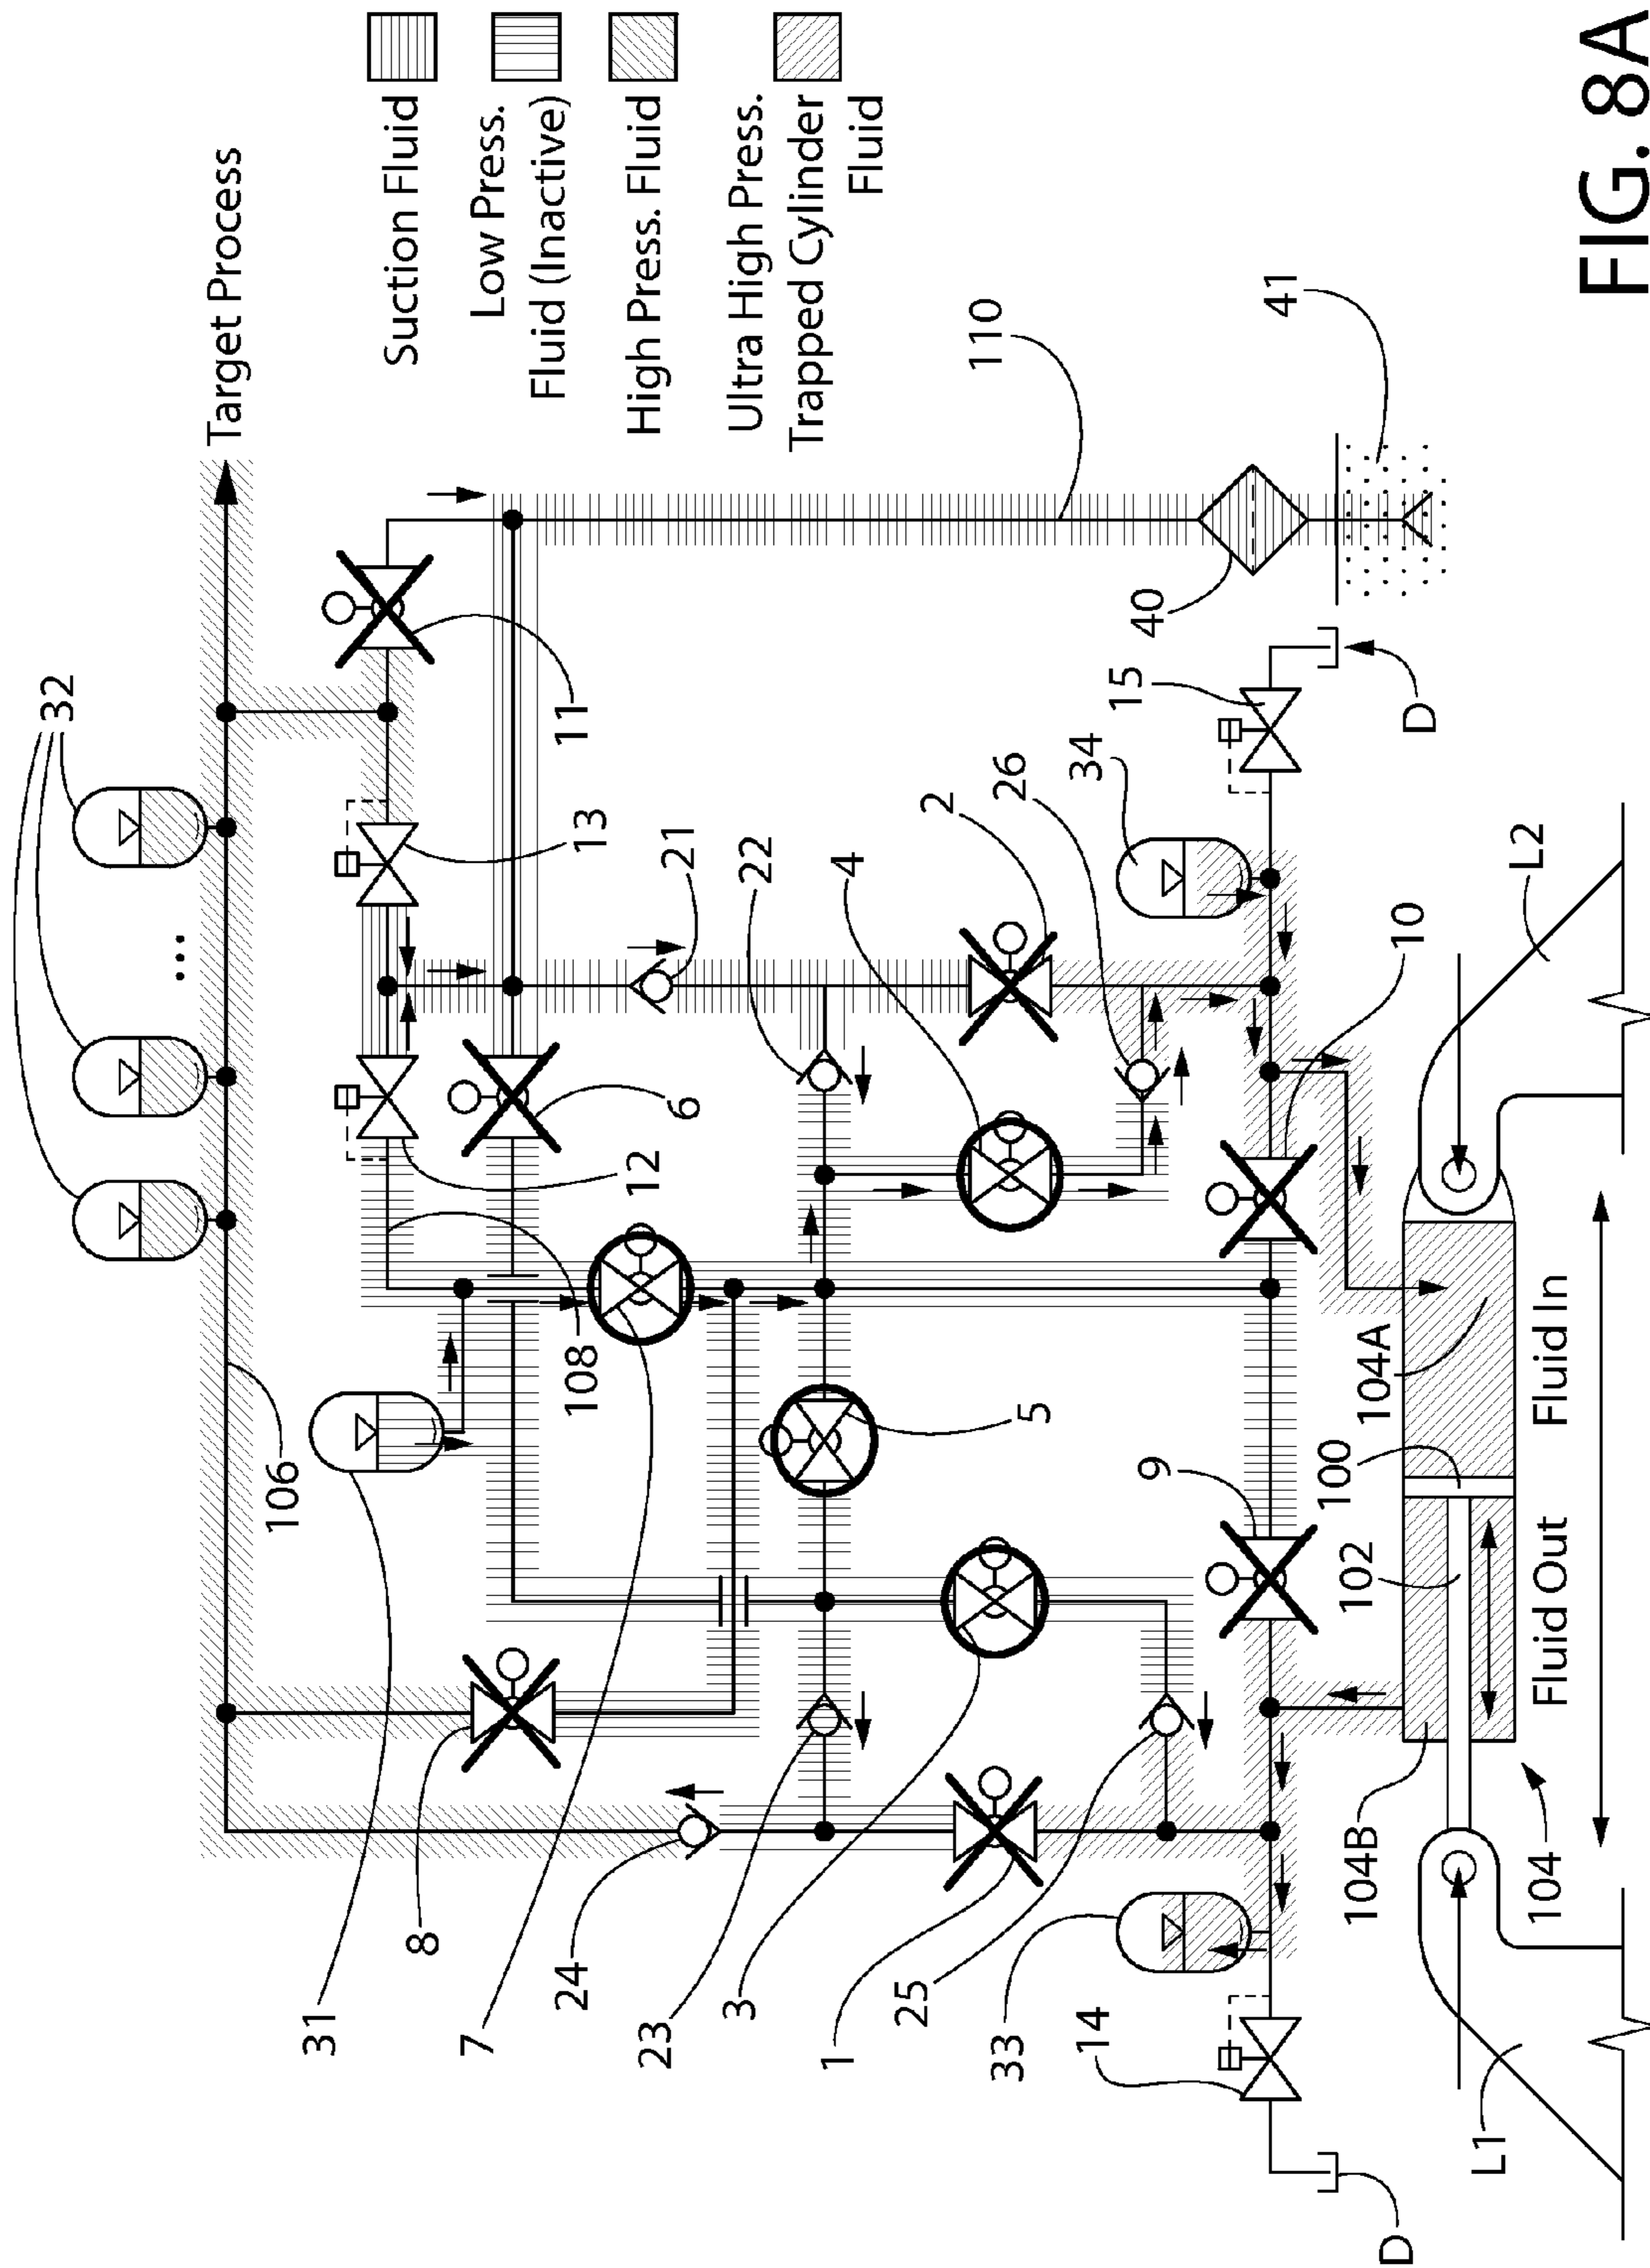 Target Process
Suction Fluid
Low Press.
Fluid (Inactive)
High Press. Fluid
Ultra High Press.
Trapped Cylinder
Fluid
32
...
106
31
8
7
24
23
3
1
25
33
14
D
L1
104
104B
102
100
104A
Fluid Out
Fluid In
9
5
108
12
6
13
11
21
22
4
2
26
34
15
D
10
L2
40
110
41
FIG. 8A